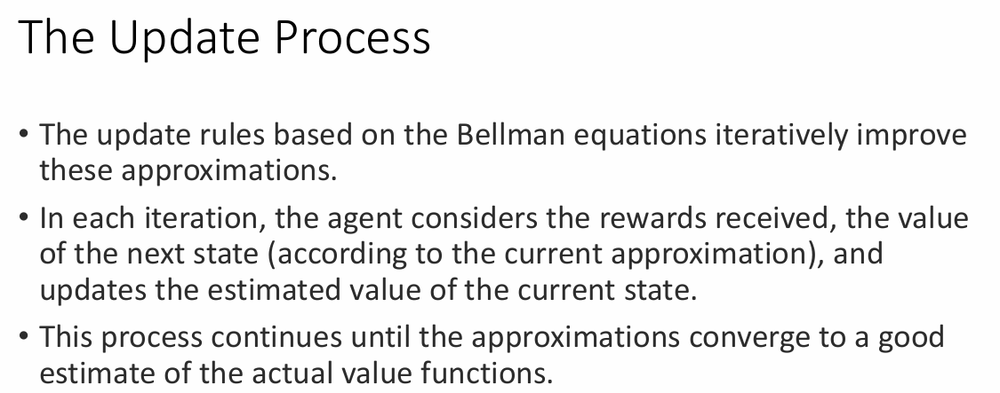 The Update Process
• The update rules based on the Bellman equations iteratively improve
these approximations.
• In each iteration, the agent considers the rewards received, the value
of the next state (according to the current approximation), and
updates the estimated value of the current state.
• This process continues until the approximations converge to a good
estimate of the actual value functions.